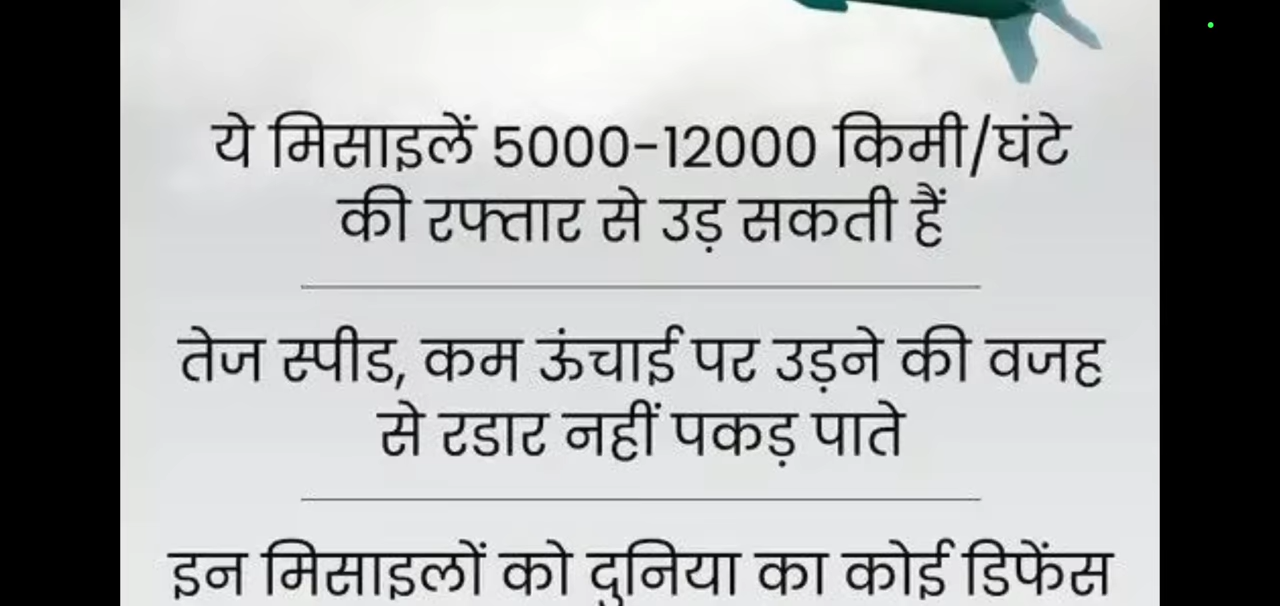 ये मिसाइलें 5000-12000 किमी/घंटे
की रफ्तार से उड़ सकती हैं
तेज स्पीड, कम ऊंचाई पर उड़ने की वजह
से रडार नहीं पकड़ पाते
इन मिसाइलों को दुनिया का कोई डिफेंस